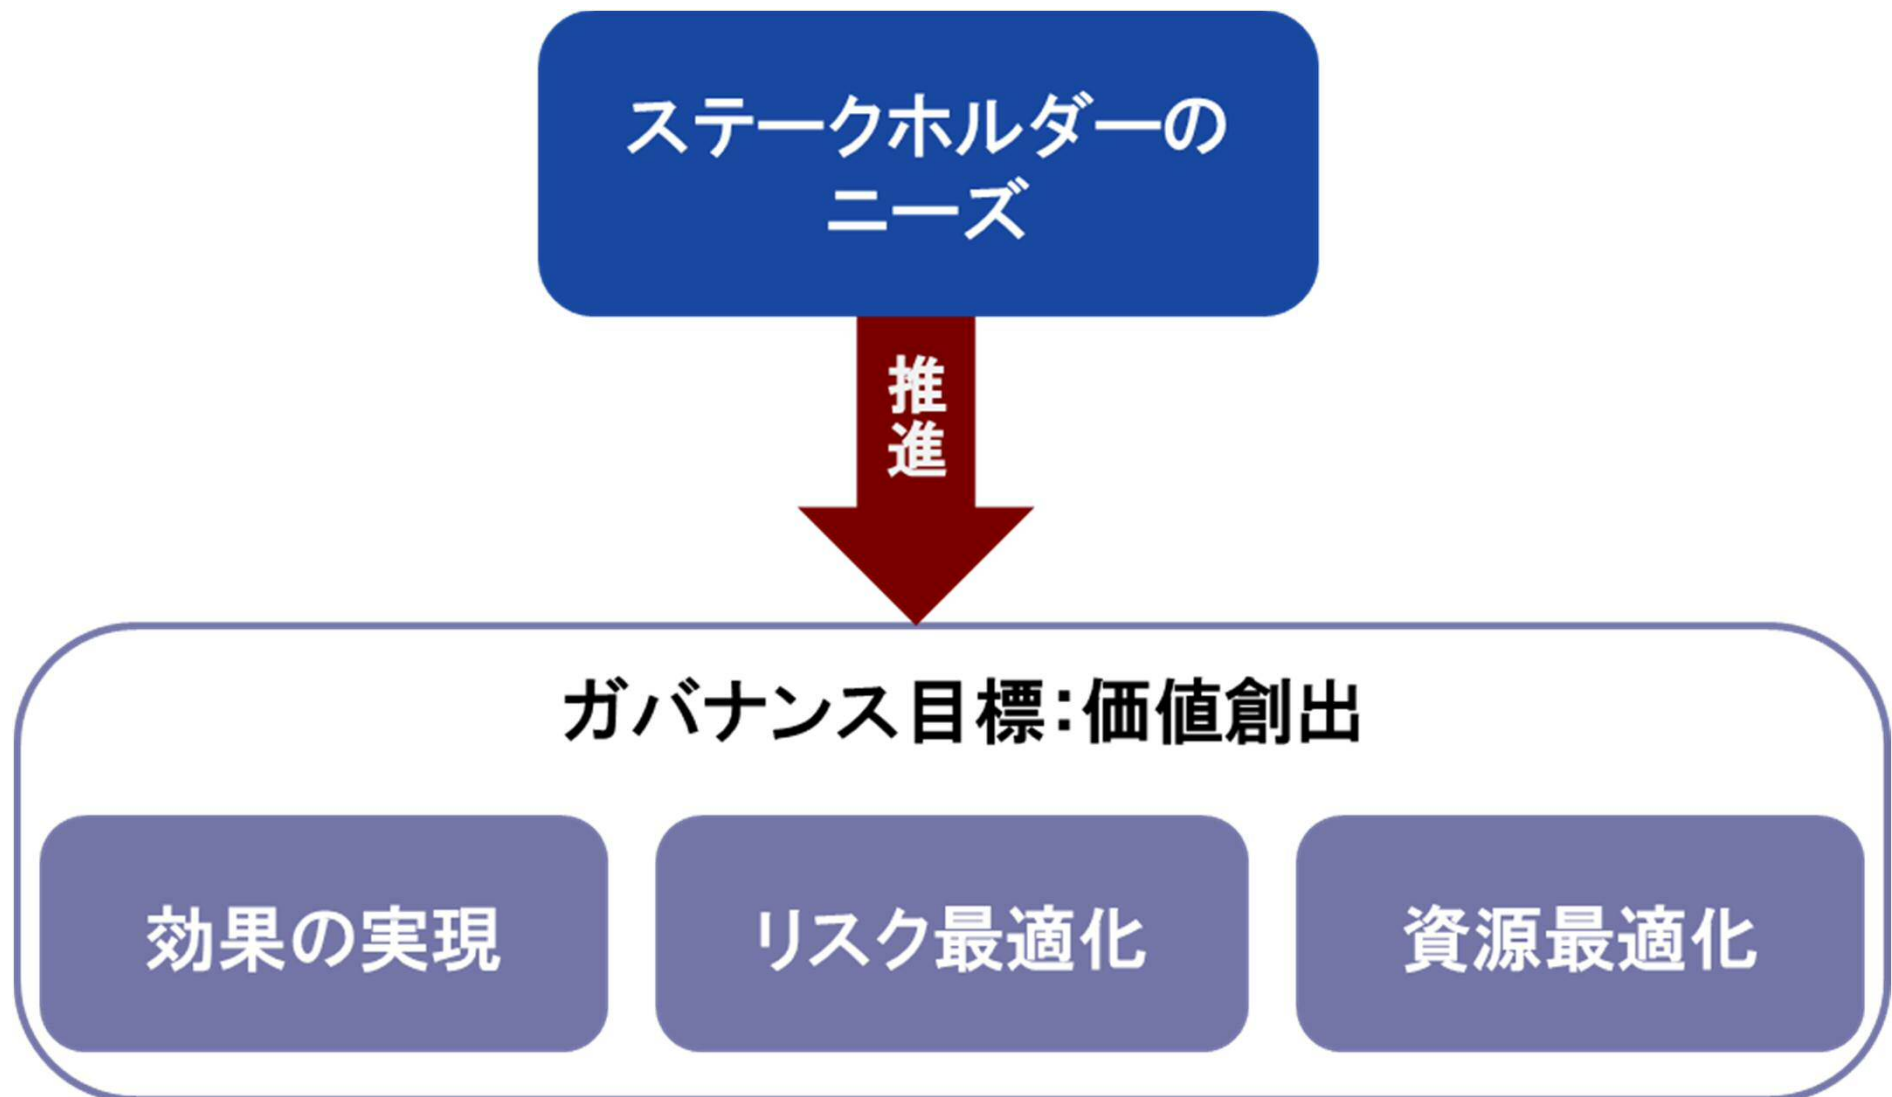 ステークホルダーの
ニーズ
推進
ガバナンス目標：価値創出
効果の実現
リスク最適化
資源最適化